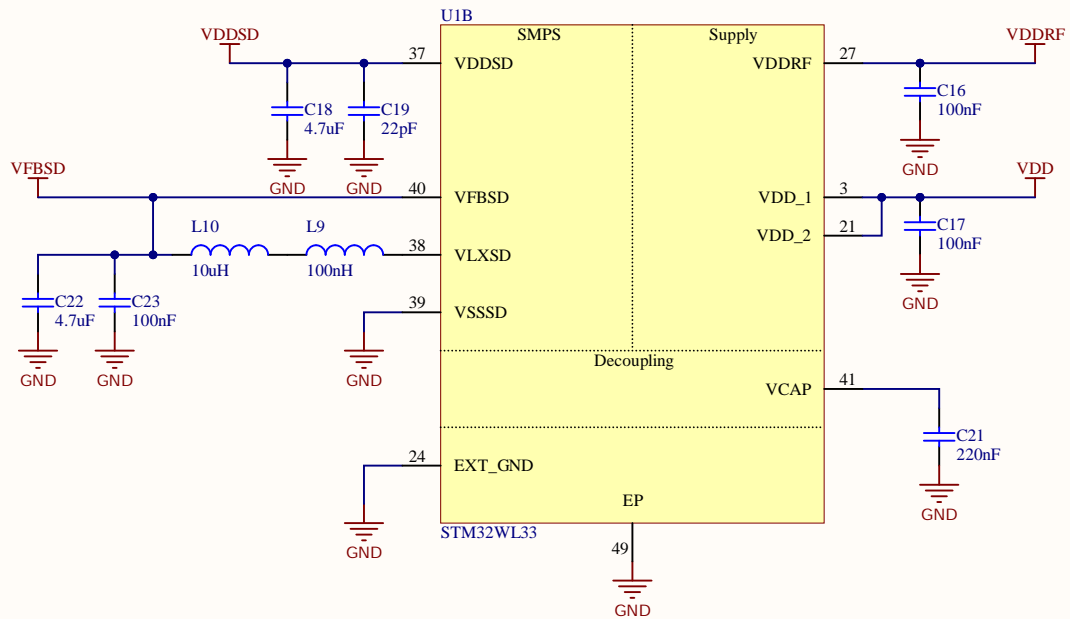 U1B
VDDSD
SMPS
Supply
VDDRF
37
VDDSD
VDDRF
27
C18
4.7uF
C19
22pF
C16
100nF
GND
GND
GND
VFBSD
VDD
40
VFBSD
VDD_1
3
L10
10uH
L9
100nH
38
VLXSD
VDD_2
21
C17
100nF
GND
C22
4.7uF
C23
100nF
39
VSSSD
GND
GND
GND
Decoupling
VCAP
41
C21
220nF
GND
24
EXT_GND
GND
EP
STM32WL33
49
GND